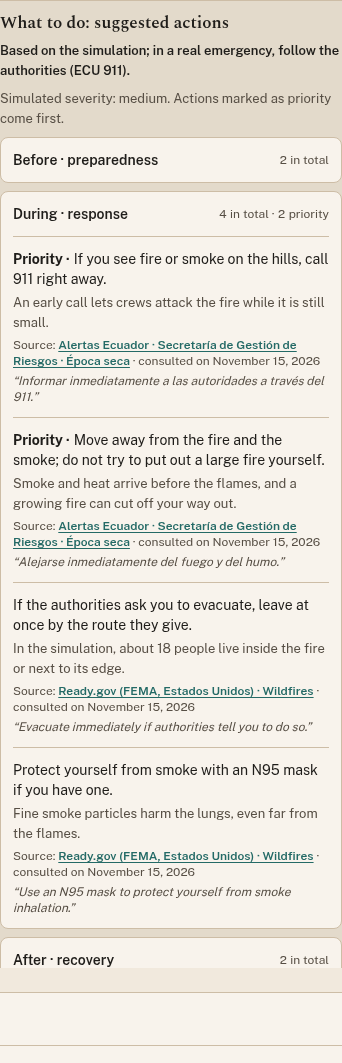 What to do: suggested actions
Based on the simulation; in a real emergency, follow the
authorities (ECU 911).
Simulated severity: medium. Actions marked as priority
come first.
Before · preparedness 2 in total
During · response 4 in total · 2 priority
Priority · If you see fire or smoke on the hills, call
911 right away.
An early call lets crews attack the fire while it is still
small.
Source: Alertas Ecuador · Secretaría de Gestión de
Riesgos · Época seca · consulted on November 15, 2026
“Informar inmediatamente a las autoridades a través del
911.”
Priority · Move away from the fire and the
smoke; do not try to put out a large fire yourself.
Smoke and heat arrive before the flames, and a
growing fire can cut off your way out.
Source: Alertas Ecuador · Secretaría de Gestión de
Riesgos · Época seca · consulted on November 15, 2026
“Alejarse inmediatamente del fuego y del humo.”
If the authorities ask you to evacuate, leave at
once by the route they give.
In the simulation, about 18 people live inside the fire
or next to its edge.
Source: Ready.gov (FEMA, Estados Unidos) · Wildfires ·
consulted on November 15, 2026
“Evacuate immediately if authorities tell you to do so.”
Protect yourself from smoke with an N95 mask
if you have one.
Fine smoke particles harm the lungs, even far from
the flames.
Source: Ready.gov (FEMA, Estados Unidos) · Wildfires ·
consulted on November 15, 2026
“Use an N95 mask to protect yourself from smoke
inhalation.”
After · recovery 2 in total